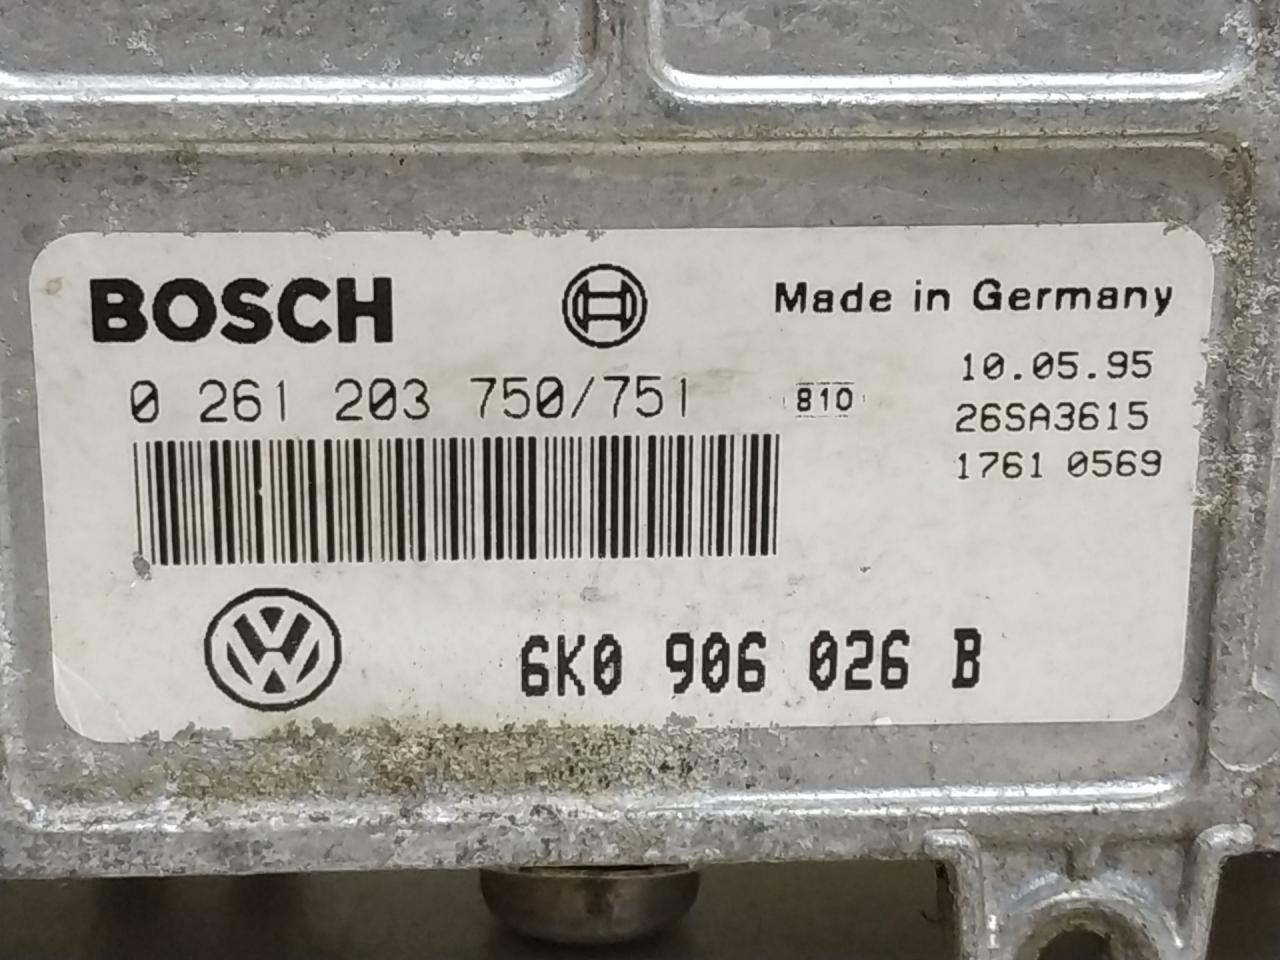 BOSCH
Made in Germany
0 261 203 750/751
810
10.05.95
26SA3615
1761 0569
6K0 906 026 B